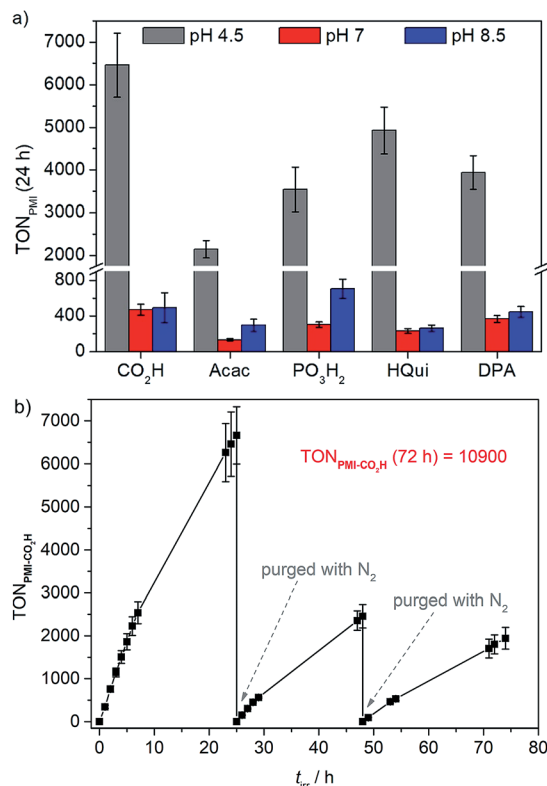 a)
pH 4.5 pH 7 pH 8.5
TON_PMI (24 h)
7000
6000
5000
4000
3000
2000
800
400
0
CO₂H Acac PO₃H₂ HQui DPA
b)
TON_PMI-CO₂H (72 h) = 10900
TON_PMI-CO₂H
7000
6000
5000
4000
3000
2000
1000
0
purged with N₂
purged with N₂
0 10 20 30 40 50 60 70 80
t_irr / h